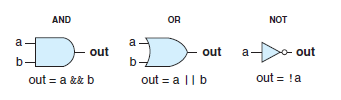 AND
a
b
out
out = a && b
OR
a
b
out
out = a || b
NOT
a
out
out = !a